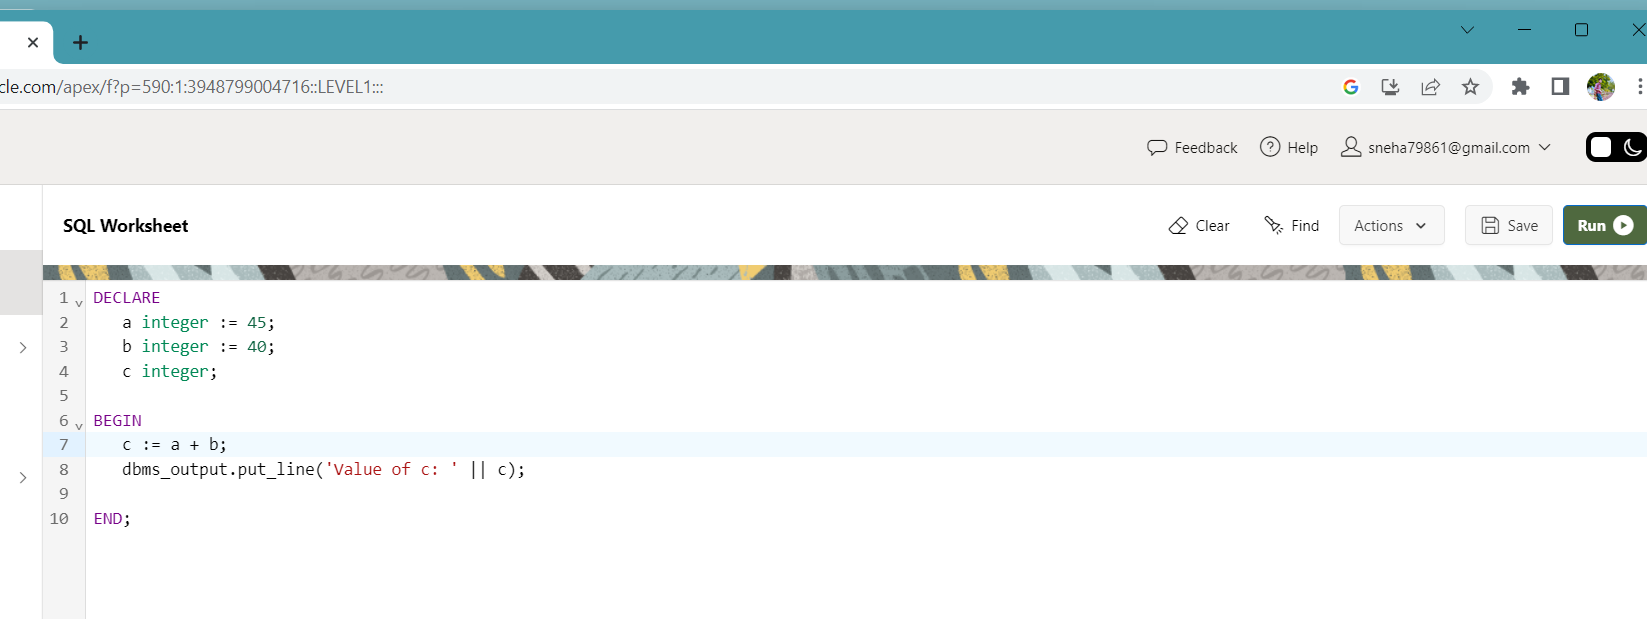 cle.com/apex/f?p=590:1:3948799004716::LEVEL1:::
Feedback Help sneha79861@gmail.com
SQL Worksheet Clear Find Actions Save Run
1 DECLARE
2 a integer := 45;
3 b integer := 40;
4 c integer;
5
6 BEGIN
7 c := a + b;
8 dbms_output.put_line('Value of c: ' || c);
9
10 END;